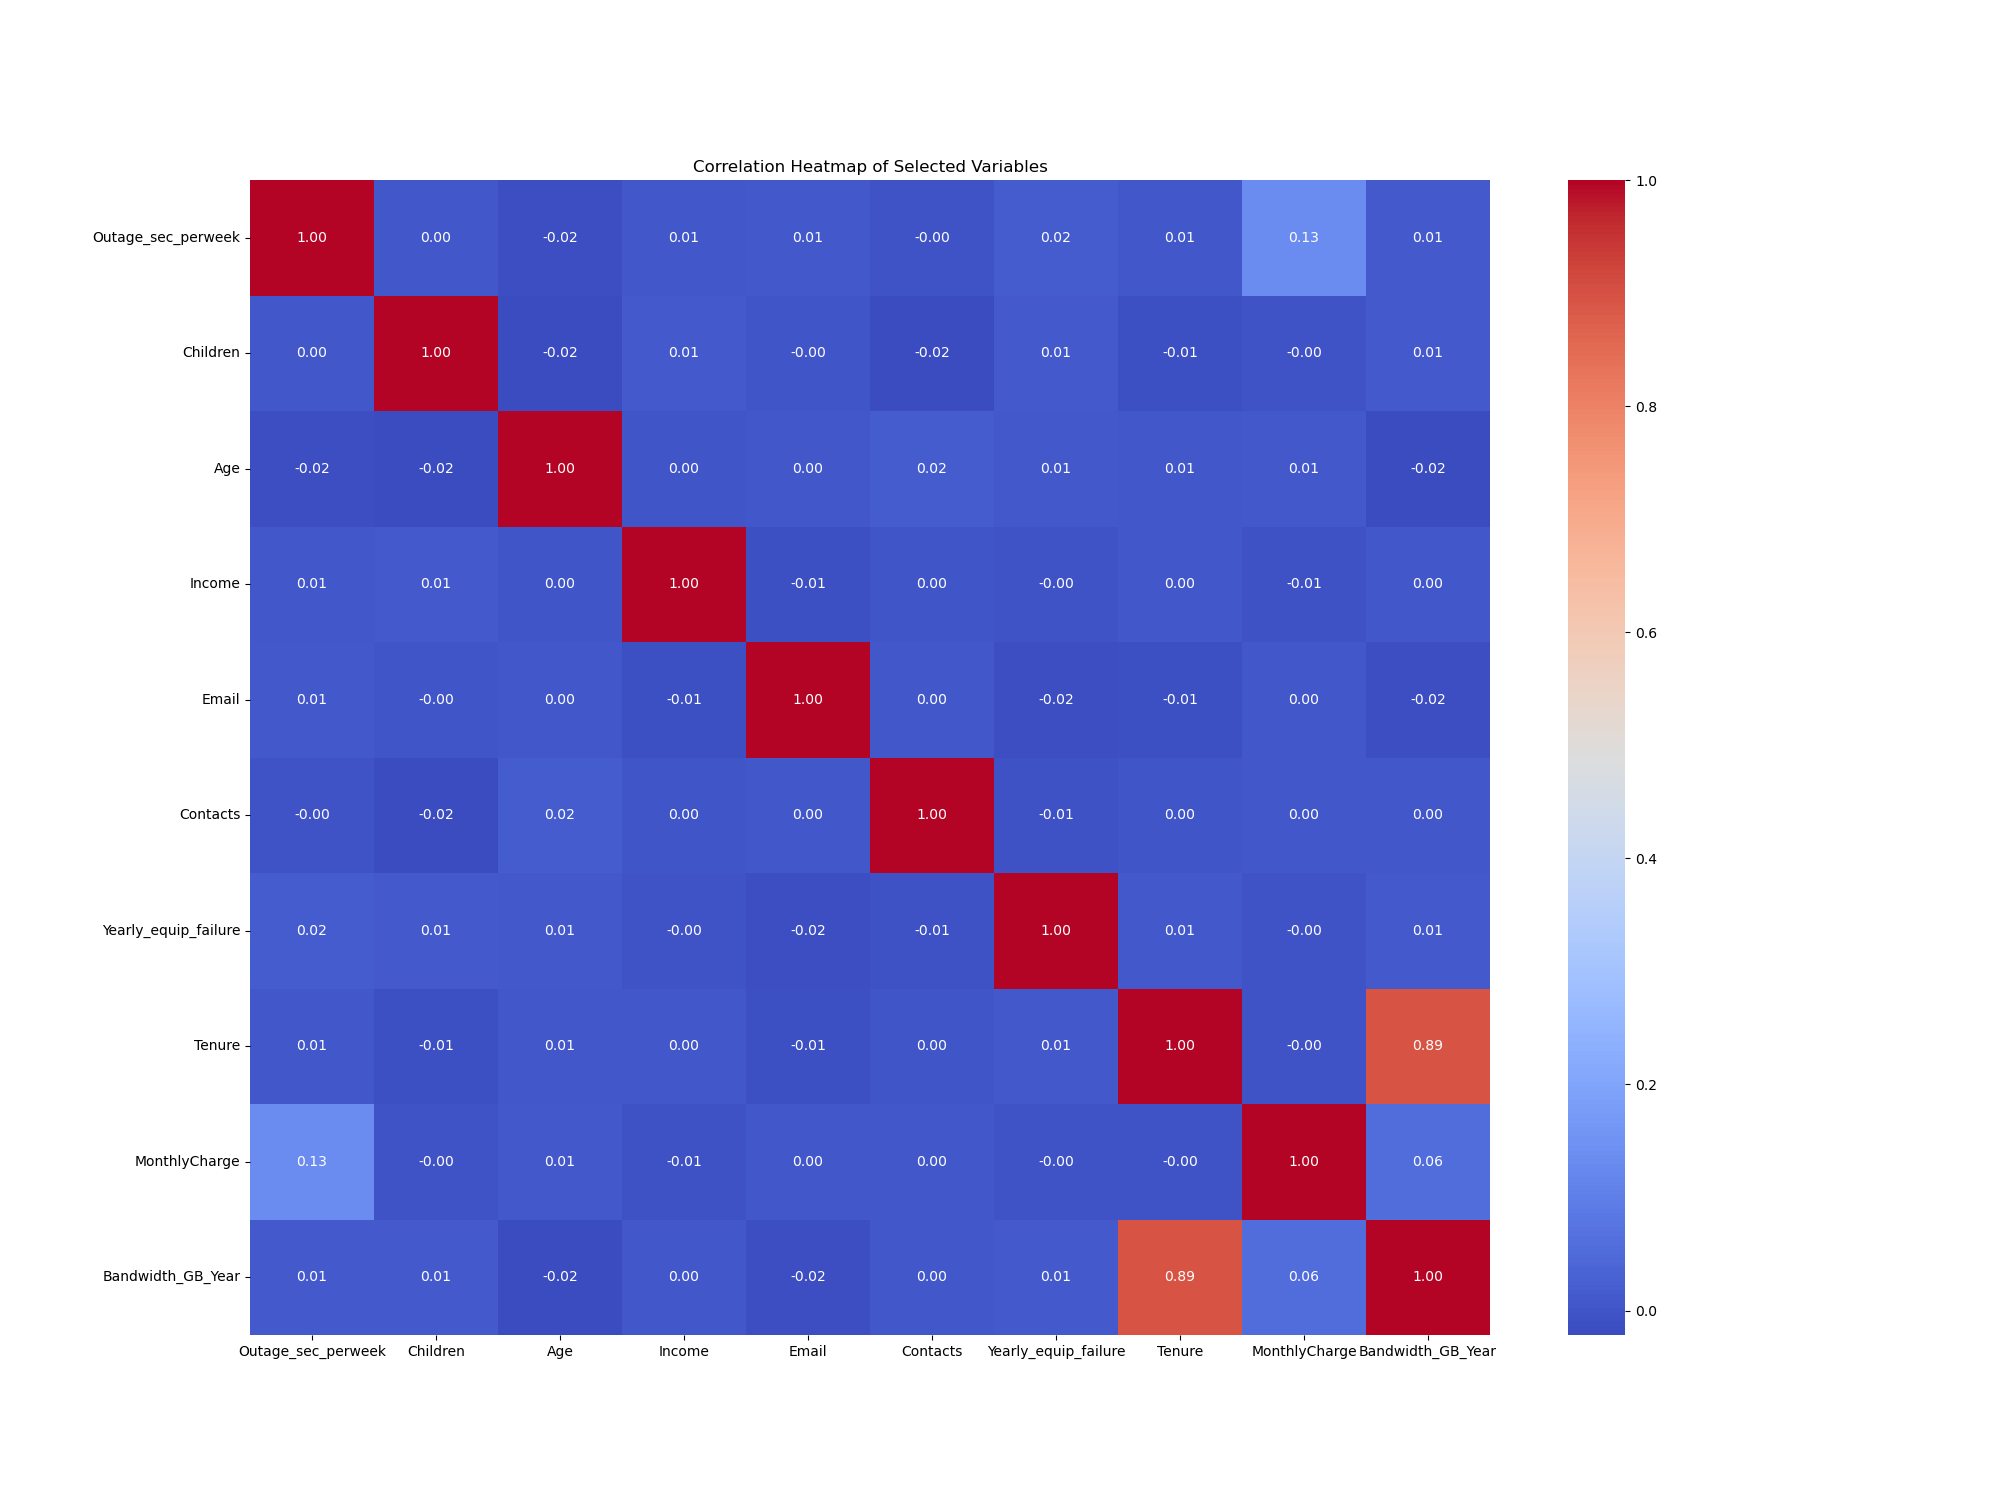 Correlation Heatmap of Selected Variables
Outage_sec_perweek 1.00 0.00 -0.02 0.01 0.01 -0.00 0.02 0.01 0.13 0.01
Children 0.00 1.00 -0.02 0.01 -0.00 -0.02 0.01 -0.01 -0.00 0.01
Age -0.02 -0.02 1.00 0.00 0.00 0.02 0.01 0.01 0.01 -0.02
Income 0.01 0.01 0.00 1.00 -0.01 0.00 -0.00 0.00 -0.01 0.00
Email 0.01 -0.00 0.00 -0.01 1.00 0.00 -0.02 -0.01 0.00 -0.02
Contacts -0.00 -0.02 0.02 0.00 0.00 1.00 -0.01 0.00 0.00 0.00
Yearly_equip_failure 0.02 0.01 0.01 -0.00 -0.02 -0.01 1.00 0.01 -0.00 0.01
Tenure 0.01 -0.01 0.01 0.00 -0.01 0.00 0.01 1.00 -0.00 0.89
MonthlyCharge 0.13 -0.00 0.01 -0.01 0.00 0.00 -0.00 -0.00 1.00 0.06
Bandwidth_GB_Year 0.01 0.01 -0.02 0.00 -0.02 0.00 0.01 0.89 0.06 1.00
Outage_sec_perweek Children Age Income Email Contacts Yearly_equip_failure Tenure MonthlyCharge Bandwidth_GB_Year
1.0
0.8
0.6
0.4
0.2
0.0